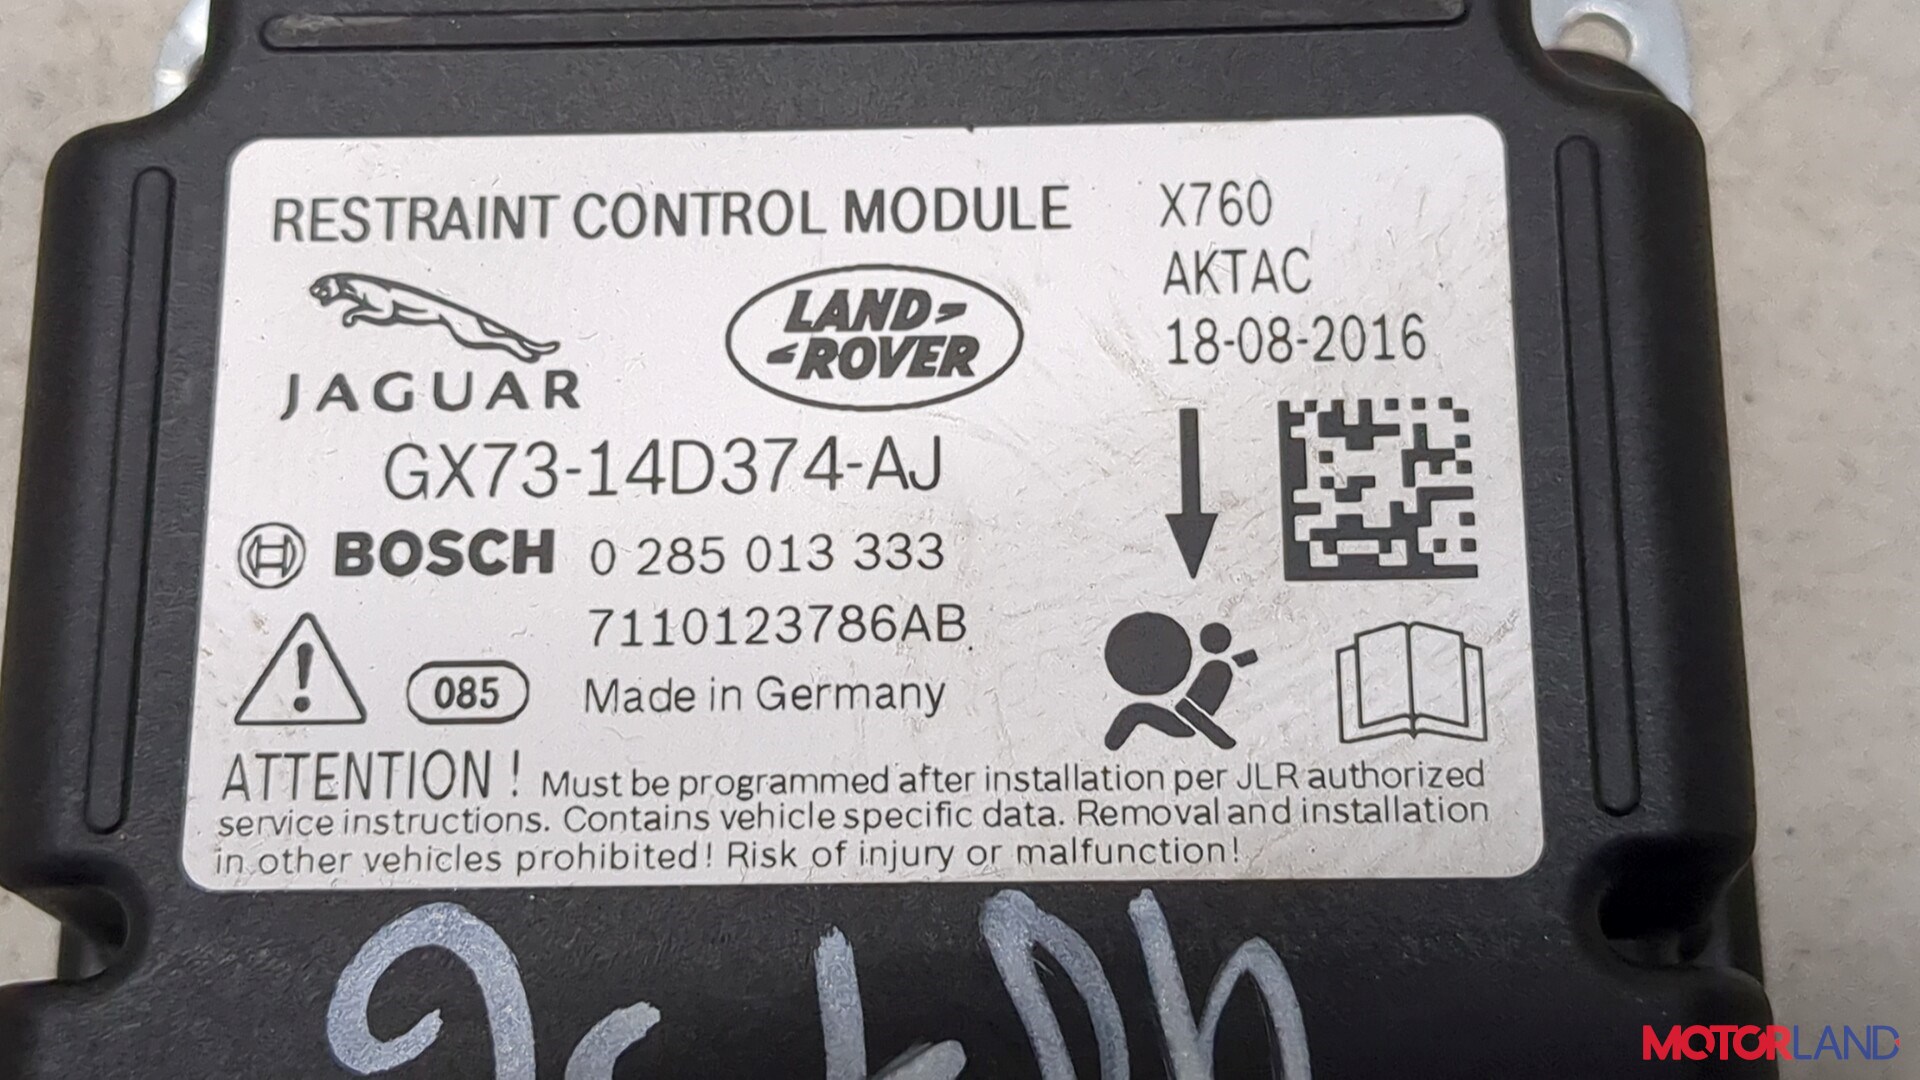 RESTRAINT CONTROL MODULE
X760
AKTAC
18-08-2016
JAGUAR
LAND-
-ROVER
GX73-14D374-AJ
BOSCH 0 285 013 333
7110123786AB
085 Made in Germany
ATTENTION ! Must be programmed after installation per JLR authorized
service instructions. Contains vehicle specific data. Removal and installation
in other vehicles prohibited! Risk of injury or malfunction!
MOTORLAND